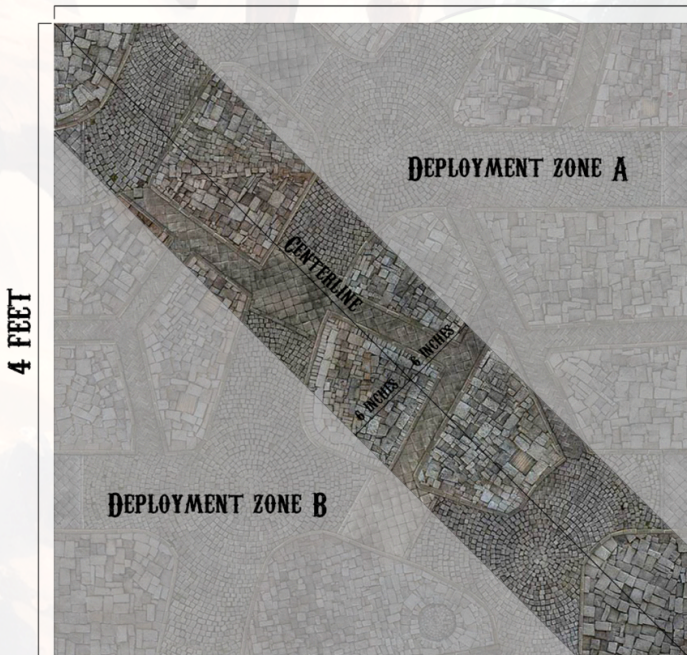 Deployment zone A
Centerline
6 inches
6 inches
4 feet
Deployment zone B